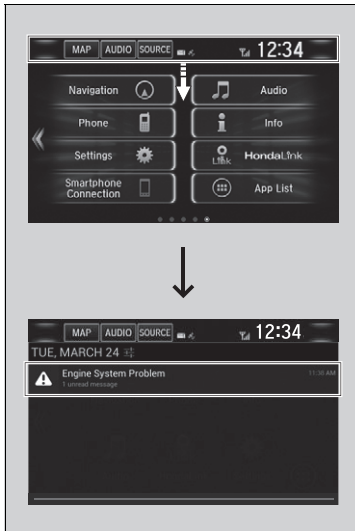 MAP AUDIO SOURCE 12:34
Navigation Audio
Phone Info
Settings Link HondaLink
Smartphone
Connection App List
MAP AUDIO SOURCE 12:34
TUE, MARCH 24
Engine System Problem 11:30 AM
1 unread message